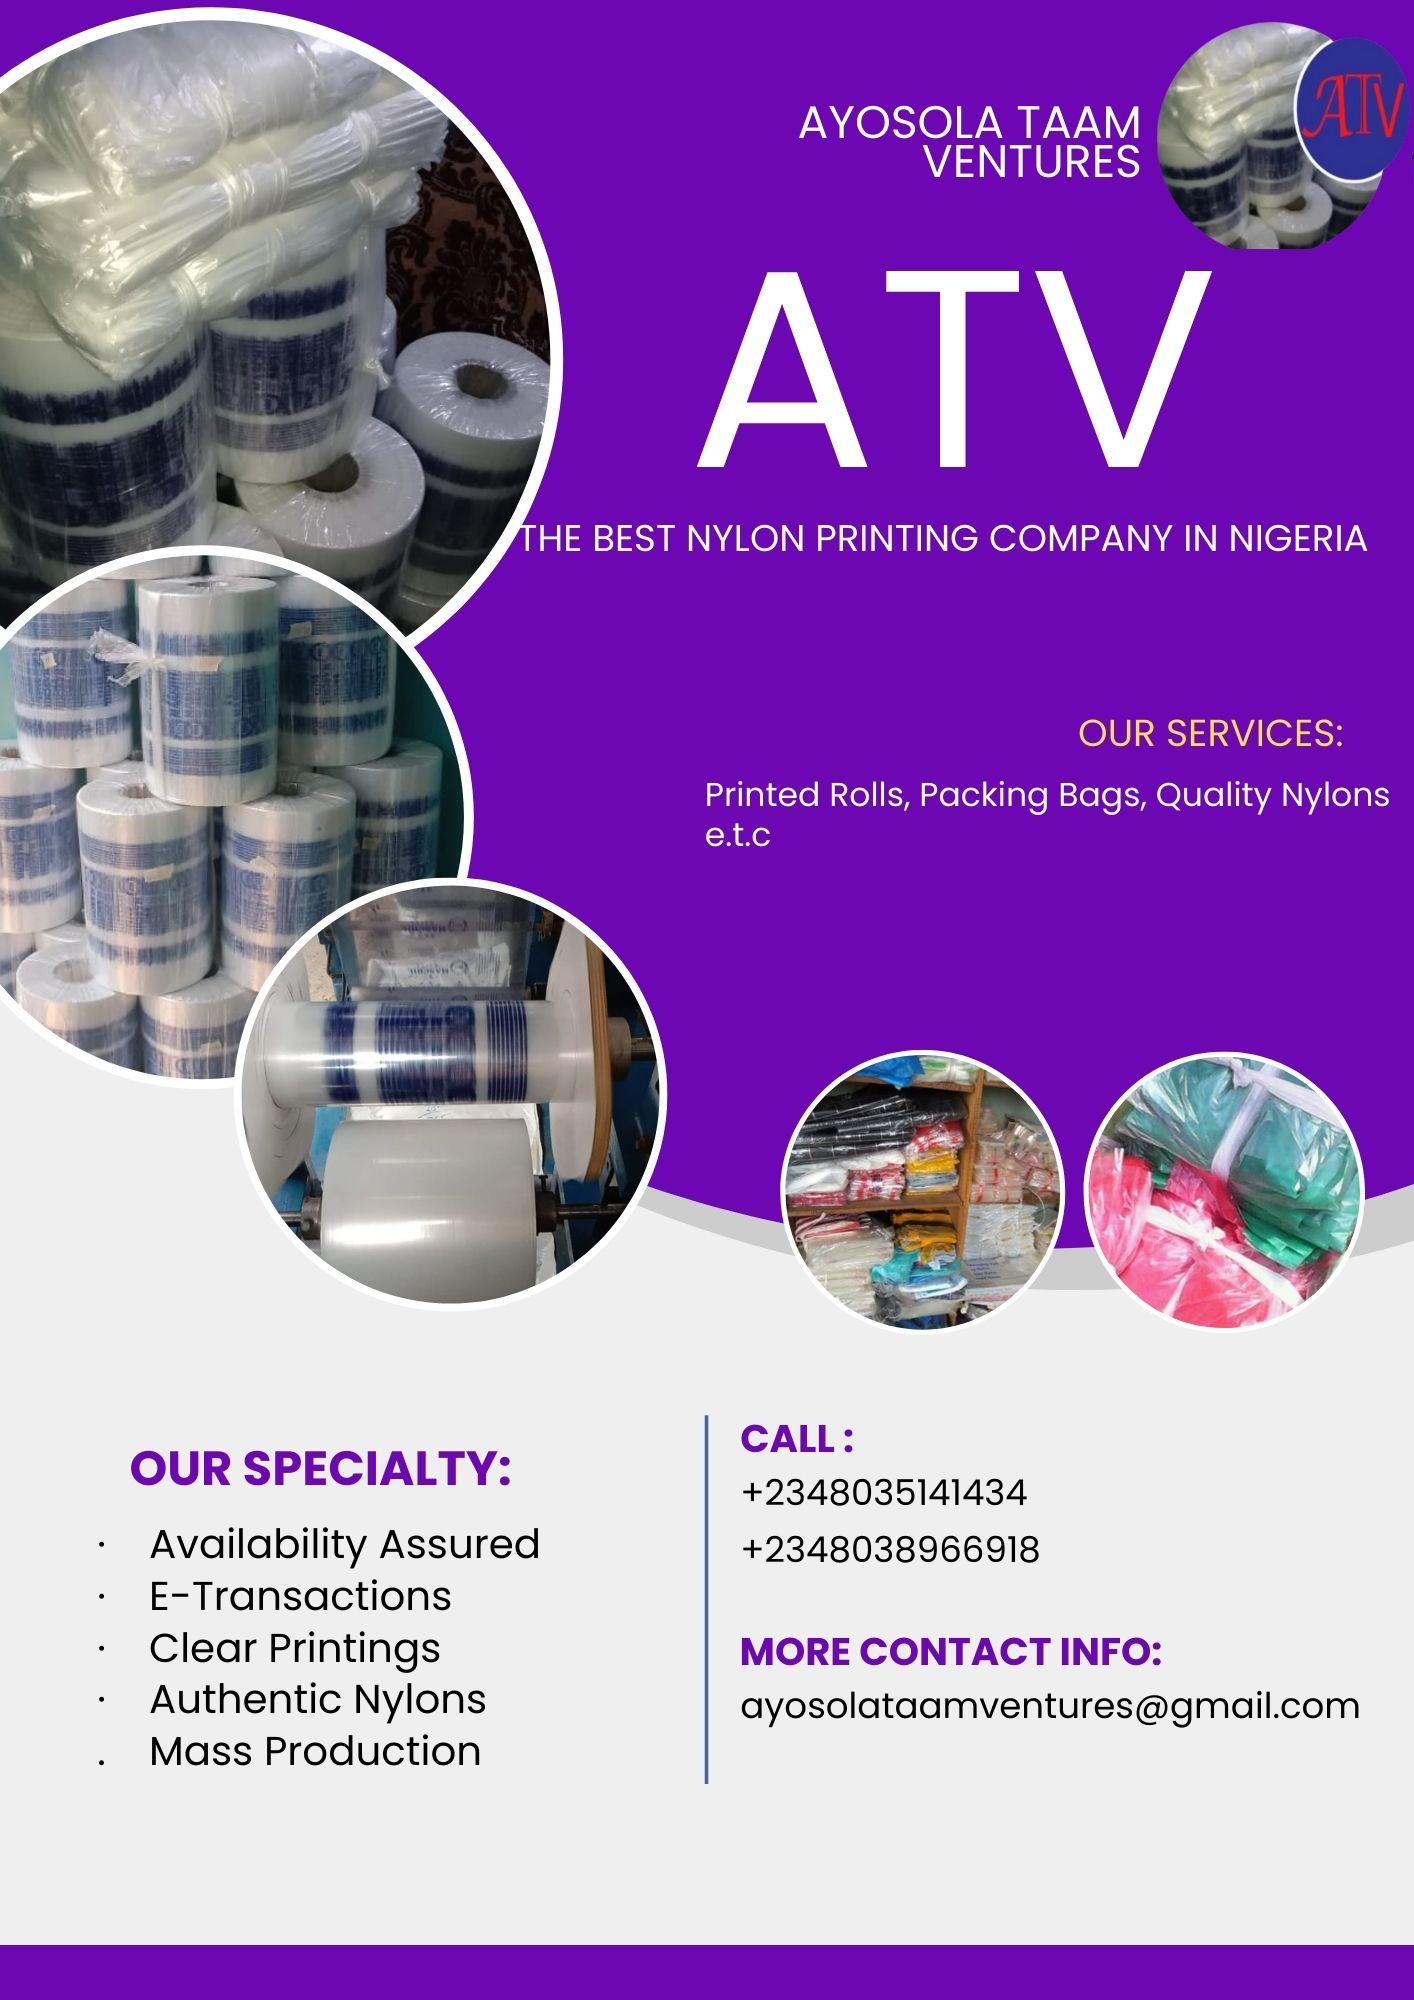 AYOSOLA TAAM
VENTURES
ATV
ATV
THE BEST NYLON PRINTING COMPANY IN NIGERIA
OUR SERVICES:
Printed Rolls, Packing Bags, Quality Nylons
e.t.c
OUR SPECIALTY:
· Availability Assured
· E-Transactions
· Clear Printings
· Authentic Nylons
. Mass Production
CALL :
+2348035141434
+2348038966918
MORE CONTACT INFO:
ayosolataamventures@gmail.com